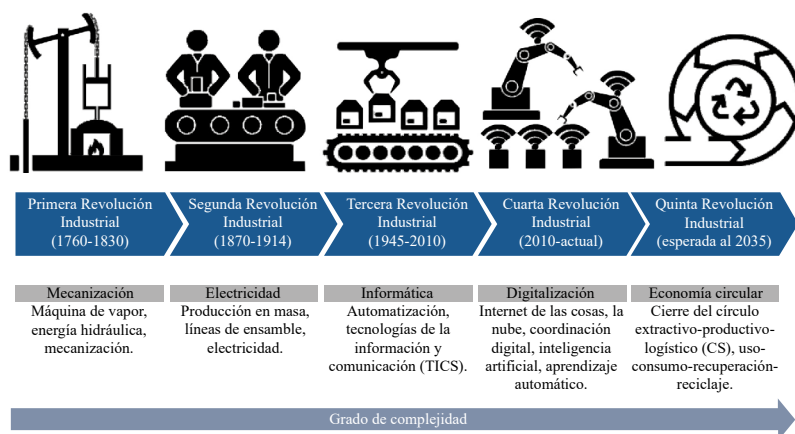 Primera Revolución
Industrial
(1760-1830)
Segunda Revolución
Industrial
(1870-1914)
Tercera Revolución
Industrial
(1945-2010)
Cuarta Revolución
Industrial
(2010-actual)
Quinta Revolución
Industrial
(esperada al 2035)
Mecanización
Máquina de vapor,
energía hidráulica,
mecanización.
Electricidad
Producción en masa,
líneas de ensamble,
electricidad.
Informática
Automatización,
tecnologías de la
información y
comunicación (TICS).
Digitalización
Internet de las cosas, la
nube, coordinación
digital, inteligencia
artificial, aprendizaje
automático.
Economía circular
Cierre del círculo
extractivo-productivo-
logístico (CS), uso-
consumo-recuperación-
reciclaje.
Grado de complejidad